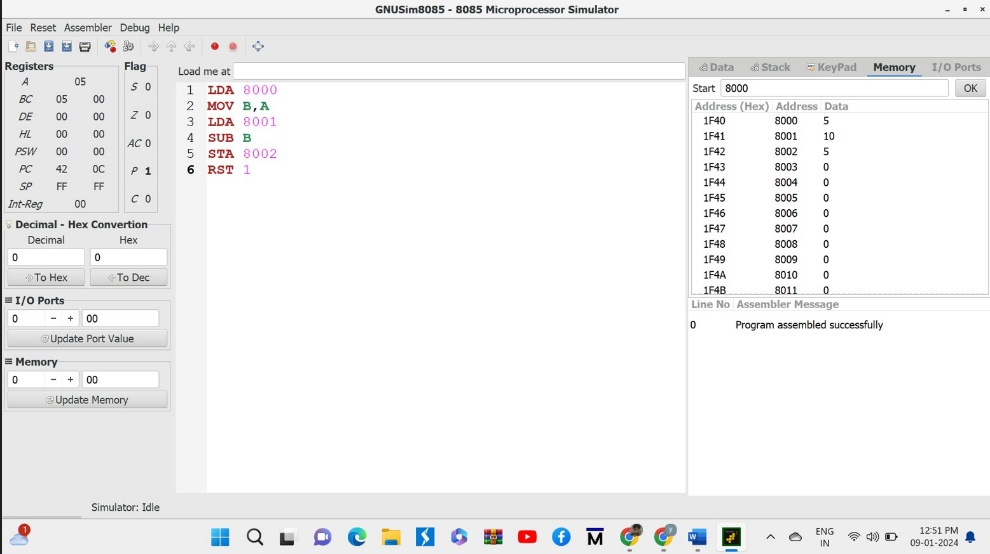 GNUSim8085 - 8085 Microprocessor Simulator
File Reset Assembler Debug Help
Registers
A 05
BC 05 00
DE 00 00
HL 00 00
PSW 00 00
PC 42 0C
SP FF FF
Int-Reg 00
Flag
S 0
Z 0
AC 0
P 1
C 0
Decimal - Hex Convertion
Decimal Hex
0 0
To Hex To Dec
I/O Ports
0 - + 00
Update Port Value
Memory
0 - + 00
Update Memory
Load me at
1 LDA 8000
2 MOV B,A
3 LDA 8001
4 SUB B
5 STA 8002
6 RST 1
Data Stack KeyPad Memory I/O Ports
Start 8000 OK
Address (Hex) Address Data
1F40 8000 5
1F41 8001 10
1F42 8002 5
1F43 8003 0
1F44 8004 0
1F45 8005 0
1F46 8006 0
1F47 8007 0
1F48 8008 0
1F49 8009 0
1F4A 8010 0
1F4B 8011 0
Line No Assembler Message
0 Program assembled successfully
Simulator: Idle
1
M
ENG
IN
12:51 PM
09-01-2024